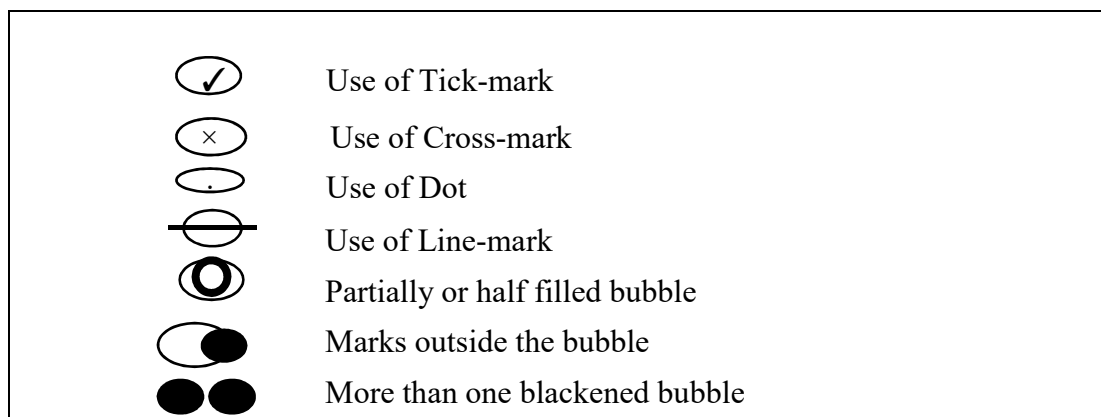 Use of Tick-mark
Use of Cross-mark
Use of Dot
Use of Line-mark
Partially or half filled bubble
Marks outside the bubble
More than one blackened bubble